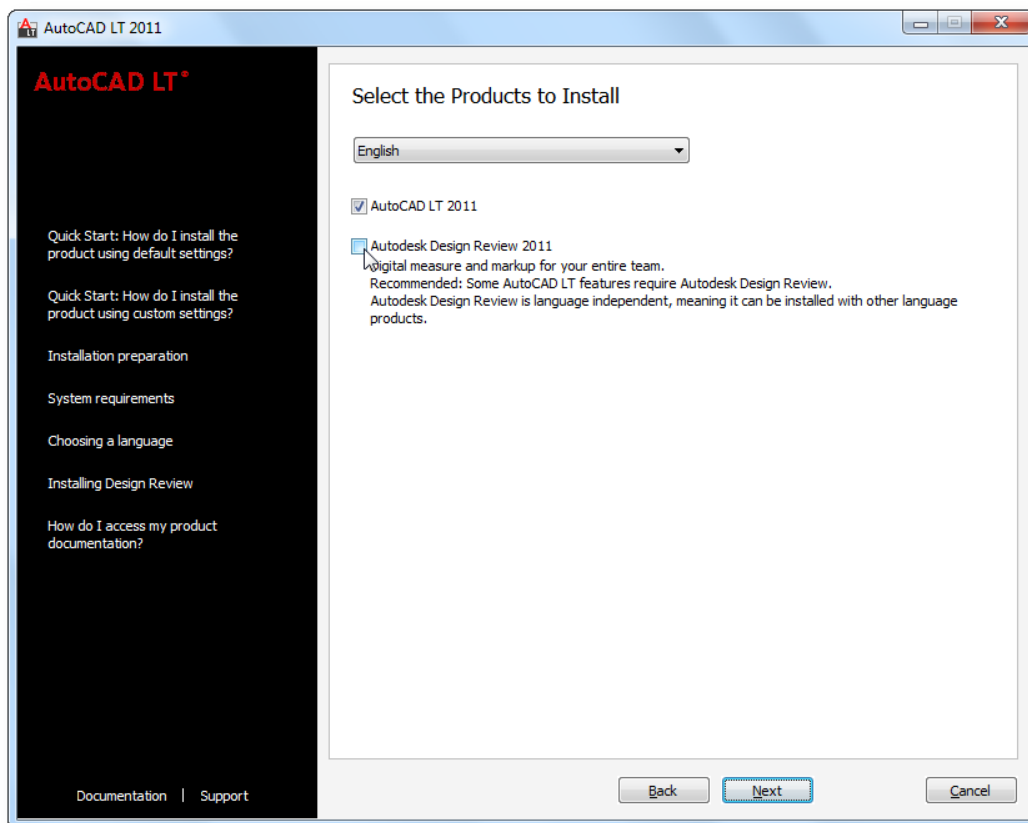 AutoCAD LT 2011
AutoCAD LT®
Select the Products to Install
English
AutoCAD LT 2011
Autodesk Design Review 2011
Digital measure and markup for your entire team.
Recommended: Some AutoCAD LT features require Autodesk Design Review.
Autodesk Design Review is language independent, meaning it can be installed with other language
products.
Quick Start: How do I install the
product using default settings?
Quick Start: How do I install the
product using custom settings?
Installation preparation
System requirements
Choosing a language
Installing Design Review
How do I access my product
documentation?
Documentation | Support
Back
Next
Cancel